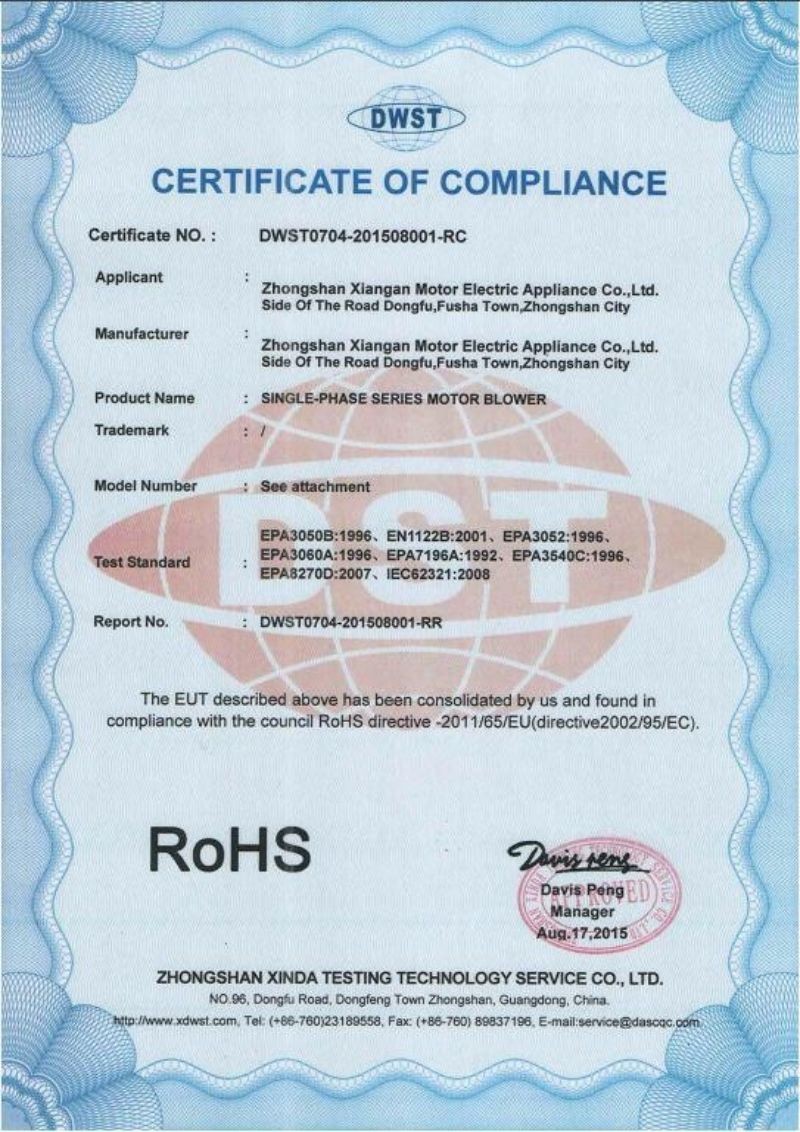 DWST
CERTIFICATE OF COMPLIANCE
Certificate NO. : DWST0704-201508001-RC
Applicant :
Zhongshan Xiangan Motor Electric Appliance Co.,Ltd.
Side Of The Road Dongfu,Fusha Town,Zhongshan City
Manufacturer :
Zhongshan Xiangan Motor Electric Appliance Co.,Ltd.
Side Of The Road Dongfu,Fusha Town,Zhongshan City
Product Name : SINGLE-PHASE SERIES MOTOR BLOWER
Trademark : /
Model Number : See attachment
DST
EPA3050B:1996、EN1122B:2001、EPA3052:1996、
Test Standard : EPA3060A:1996、EPA7196A:1992、EPA3540C:1996、
EPA8270D:2007、IEC62321:2008
Report No. : DWST0704-201508001-RR
The EUT described above has been consolidated by us and found in
compliance with the council RoHS directive -2011/65/EU(directive2002/95/EC).
RoHS
Davis Peng
APPROVED
Davis Peng
Manager
Aug.17,2015
ZHONGSHAN XINDA TESTING TECHNOLOGY SERVICE CO., LTD.
NO.96, Dongfu Road, Dongfeng Town Zhongshan, Guangdong, China.
http://www.xdwst.com, Tel: (+86-760)23189558, Fax: (+86-760) 89837196, E-mail:service@dascqc.com